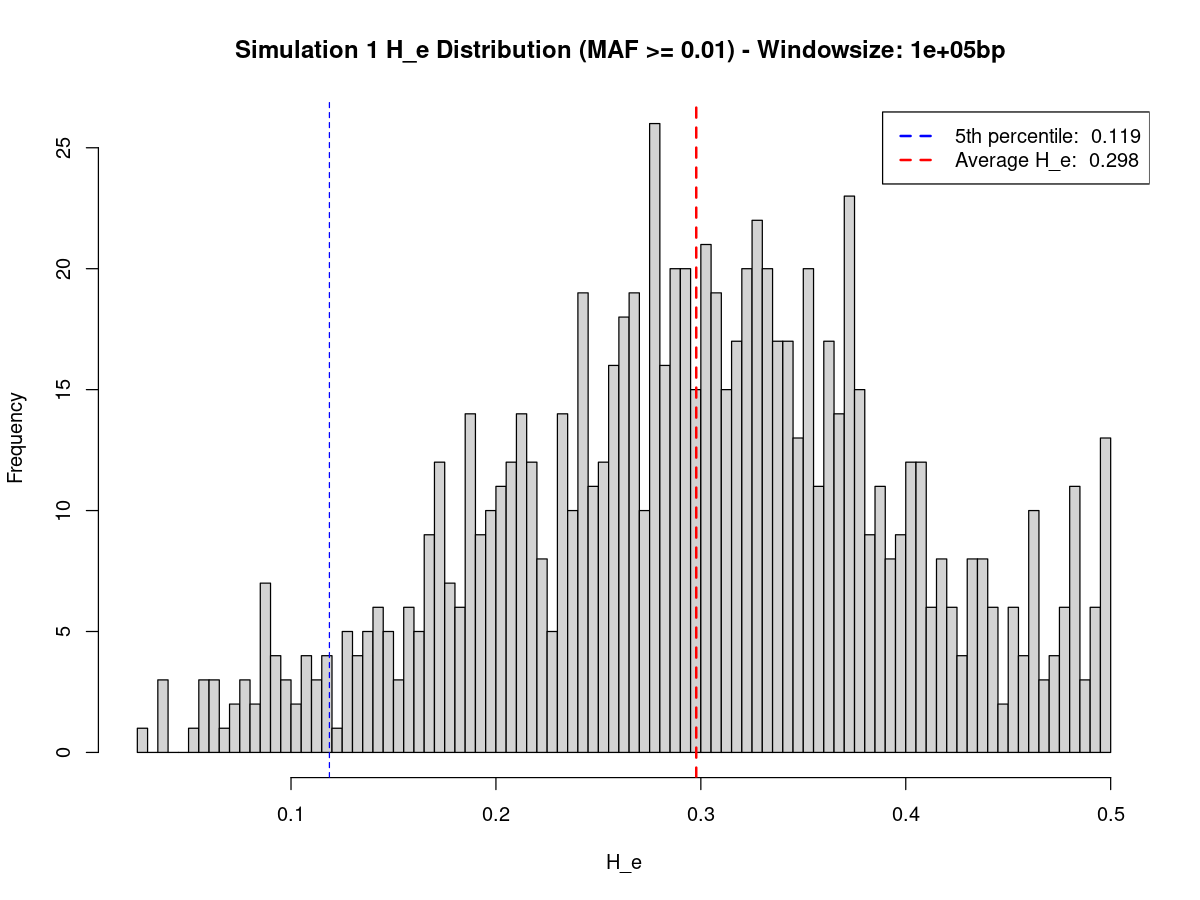 Simulation 1 H_e Distribution (MAF >= 0.01) - Windowsize: 1e+05bp
5th percentile: 0.119
Average H_e: 0.298
Frequency
25
20
15
10
5
0
0.1 0.2 0.3 0.4 0.5
H_e